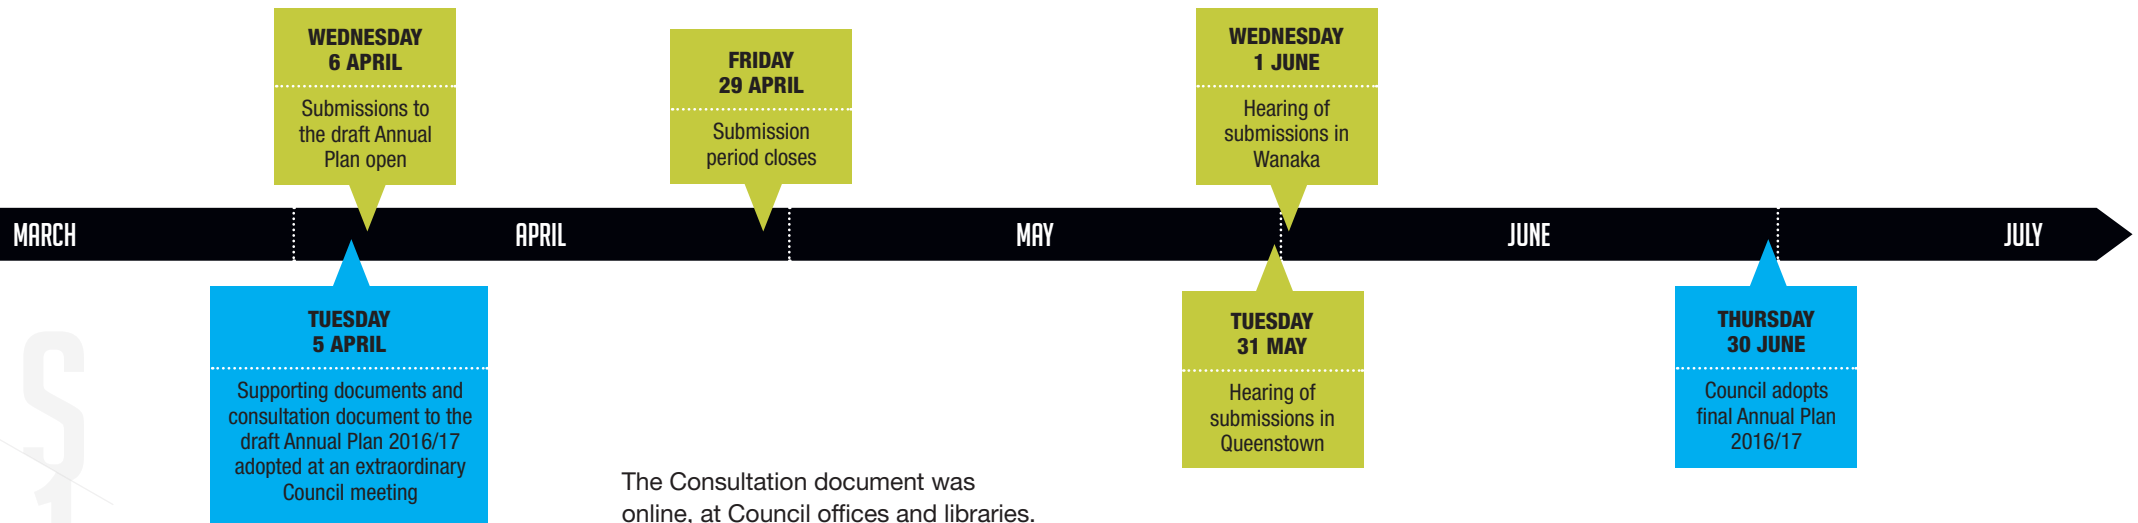 WEDNESDAY
6 APRIL
Submissions to
the draft Annual
Plan open
FRIDAY
29 APRIL
Submission
period closes
WEDNESDAY
1 JUNE
Hearing of
submissions in
Wanaka
MARCH
APRIL
MAY
JUNE
JULY
TUESDAY
5 APRIL
Supporting documents and
consultation document to the
draft Annual Plan 2016/17
adopted at an extraordinary
Council meeting
TUESDAY
31 MAY
Hearing of
submissions in
Queenstown
THURSDAY
30 JUNE
Council adopts
final Annual Plan
2016/17
The Consultation document was
online, at Council offices and libraries.